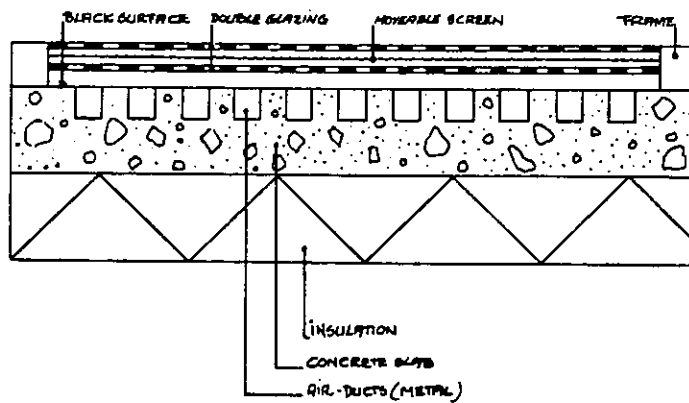 BLACK SURFACE DOUBLE GLAZING MOVEABLE SCREEN FRAME
INSULATION
CONCRETE SLAB
AIR-DUCTS (METAL)